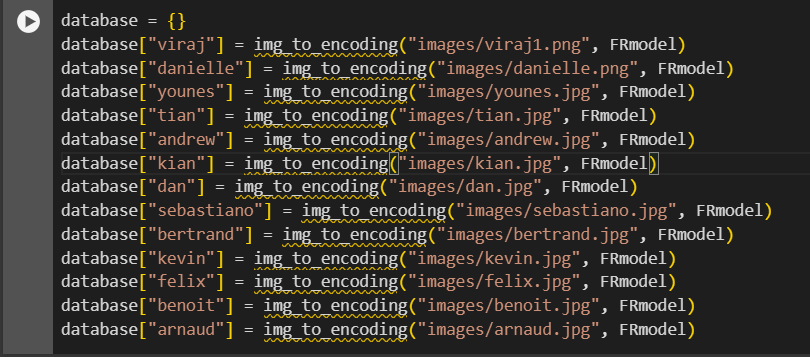 database = {}
database["viraj"] = img_to_encoding("images/viraj1.png", FRmodel)
database["danielle"] = img_to_encoding("images/danielle.png", FRmodel)
database["younes"] = img_to_encoding("images/younes.jpg", FRmodel)
database["tian"] = img_to_encoding("images/tian.jpg", FRmodel)
database["andrew"] = img_to_encoding("images/andrew.jpg", FRmodel)
database["kian"] = img_to_encoding("images/kian.jpg", FRmodel)
database["dan"] = img_to_encoding("images/dan.jpg", FRmodel)
database["sebastiano"] = img_to_encoding("images/sebastiano.jpg", FRmodel)
database["bertrand"] = img_to_encoding("images/bertrand.jpg", FRmodel)
database["kevin"] = img_to_encoding("images/kevin.jpg", FRmodel)
database["felix"] = img_to_encoding("images/felix.jpg", FRmodel)
database["benoit"] = img_to_encoding("images/benoit.jpg", FRmodel)
database["arnaud"] = img_to_encoding("images/arnaud.jpg", FRmodel)